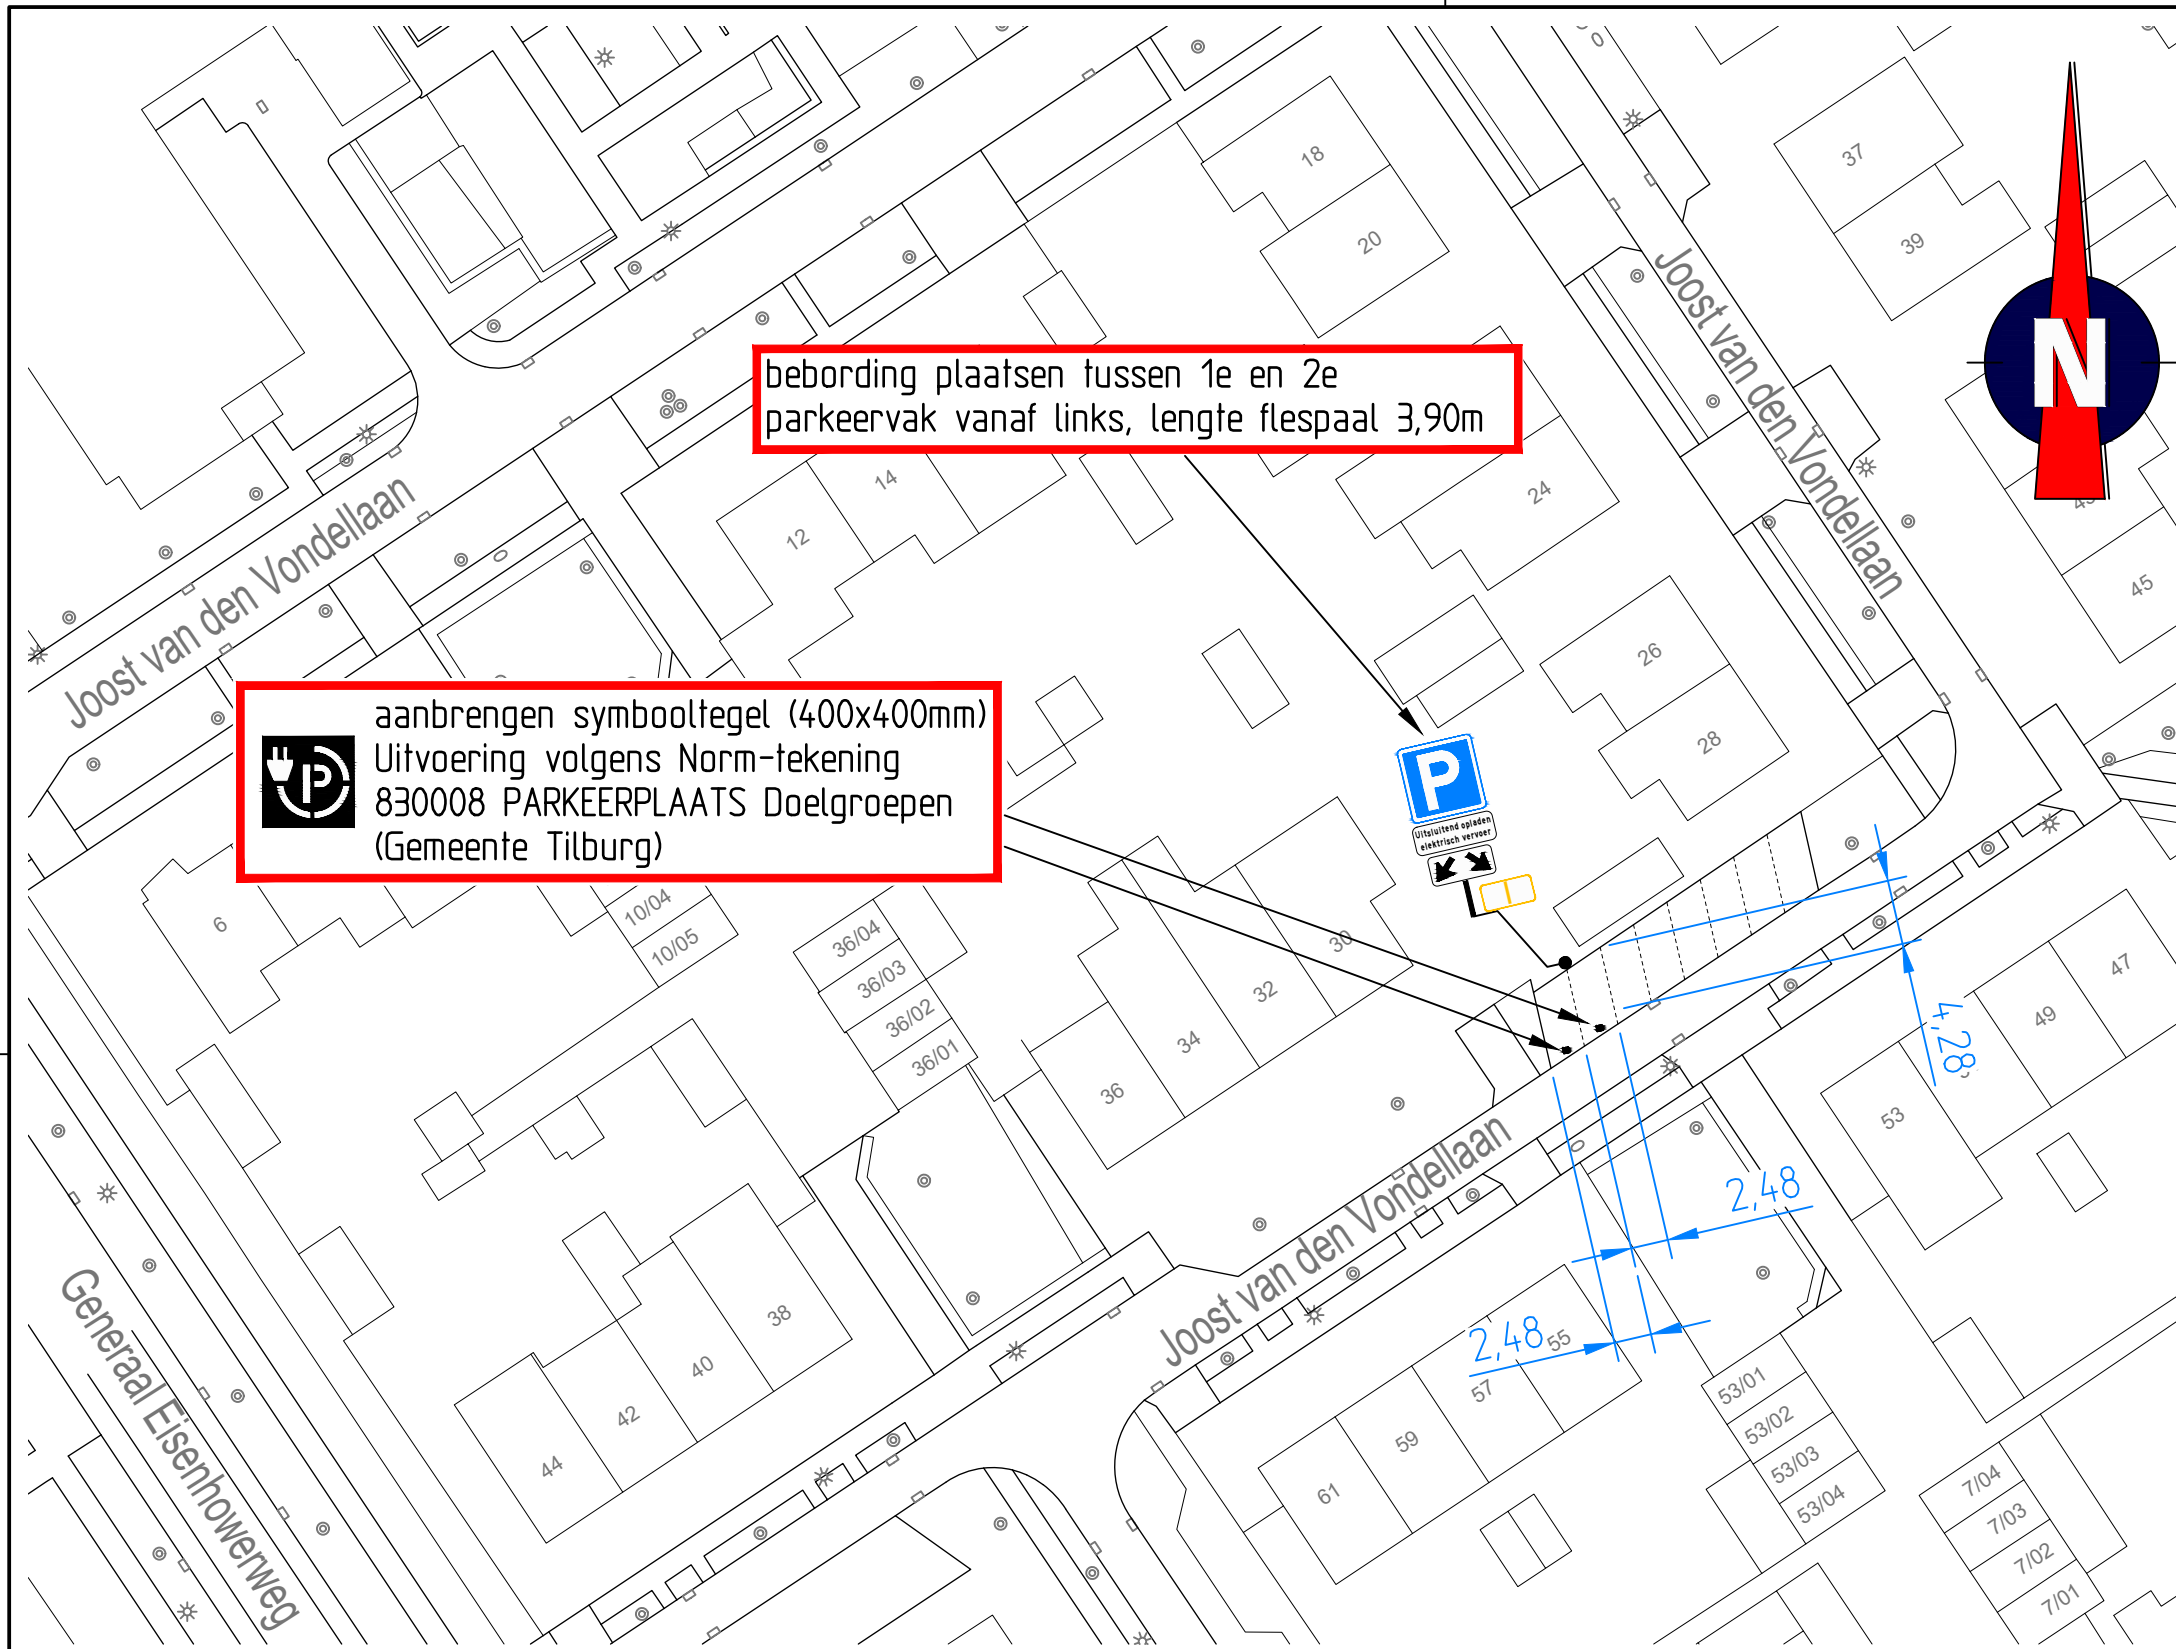 0
18
20
37
39
Joost van den Vondellaan
N
bebording plaatsen tussen 1e en 2e
parkeervak vanaf links, lengte flespaal 3,90m
12
14
24
45
26
28
Joost van den Vondellaan
aanbrengen symbooltegel (400x400mm)
Uitvoering volgens Norm-tekening
830008 PARKEERPLAATS Doelgroepen
(Gemeente Tilburg)
P
P
Uitsluitend opladen
elektrisch vervoer
6
10/04
10/05
36/04
36/03
36/02
36/01
30
32
34
36
47
49
53
4,28
2,48
2,48
Joost van den Vondellaan
38
40
42
44
55
57
59
61
53/01
53/02
53/03
53/04
7/04
7/03
7/02
7/01
Generaal Eisenhowerweg